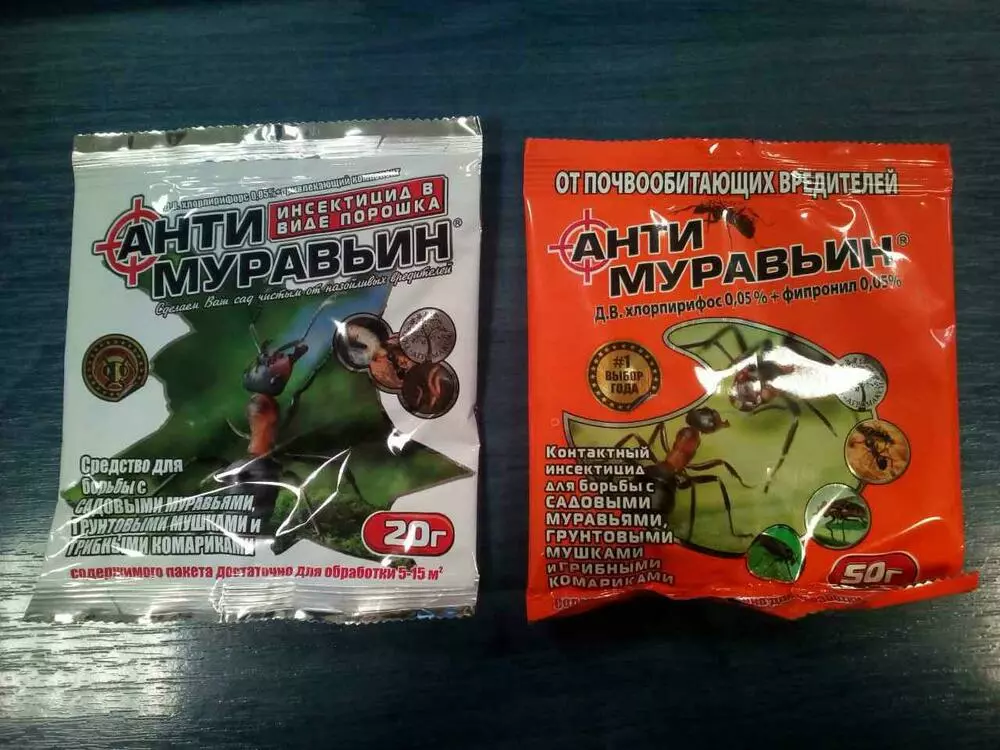 Д.В. хлорпирифорс 0,05% + привлекающий компонент
ИНСЕКТИЦИД В
ВИДЕ ПОРОШКА
АНТИ
МУРАВЬИН®
Сделаем Ваш сад чистым от назойливых вредителей
Средство для
борьбы с
САДОВЫМИ МУРАВЬЯМИ,
ГРУНТОВЫМИ МУШКАМИ и
ГРИБНЫМИ КОМАРИКАМИ
20г
содержимого пакета достаточно для обработки 5-15 м²
ОТ ПОЧВООБИТАЮЩИХ ВРЕДИТЕЛЕЙ
АНТИ
МУРАВЬИН®
Д.В. хлорпирифос 0,05% + фипронил 0,05%
#1
ВЫБОР
ГОДА
Контактный
инсектицид
для борьбы с
САДОВЫМИ
МУРАВЬЯМИ,
ГРУНТОВЫМИ
МУШКАМИ
и ГРИБНЫМИ
КОМАРИКАМИ
50г